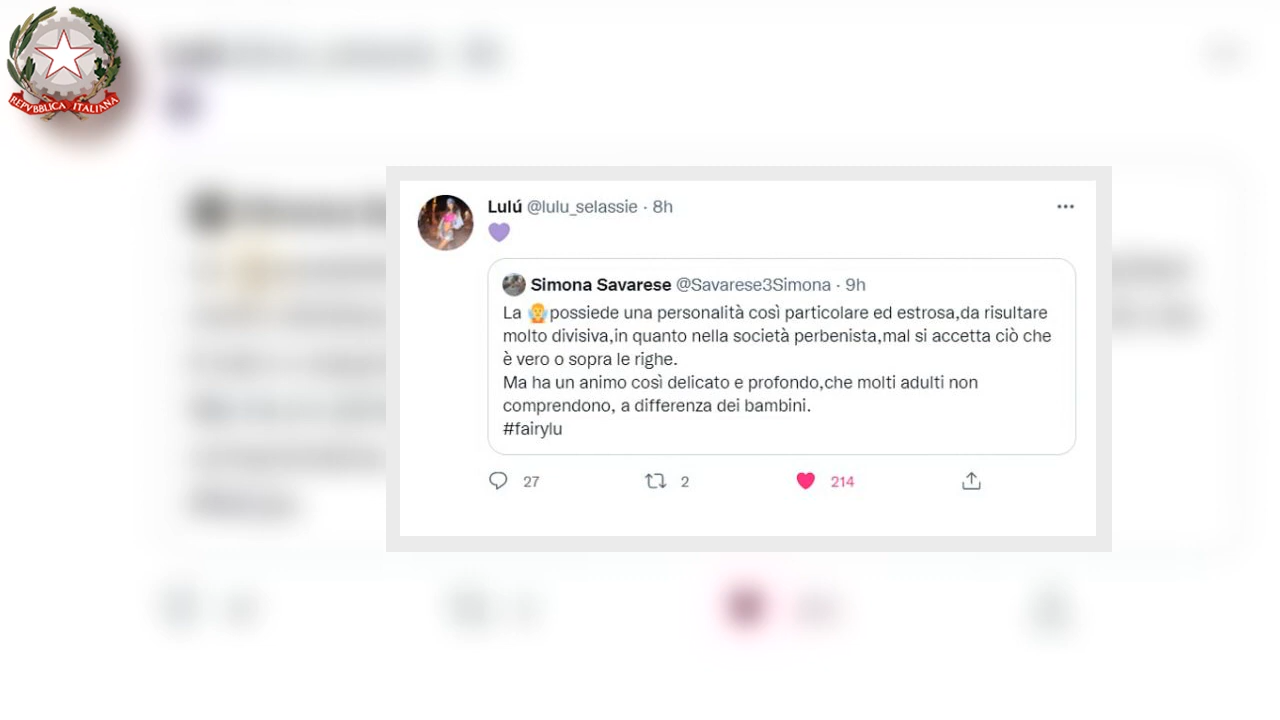 REPVBBLICA ITALIANA
Lulú @lulu_selassie · 8h
💜
Simona Savarese @Savarese3Simona · 9h
La 🧚possiede una personalità così particolare ed estrosa,da risultare
molto divisiva,in quanto nella società perbenista,mal si accetta ciò che
è vero o sopra le righe.
Ma ha un animo così delicato e profondo,che molti adulti non
comprendono, a differenza dei bambini.
#fairylu
27 2 214